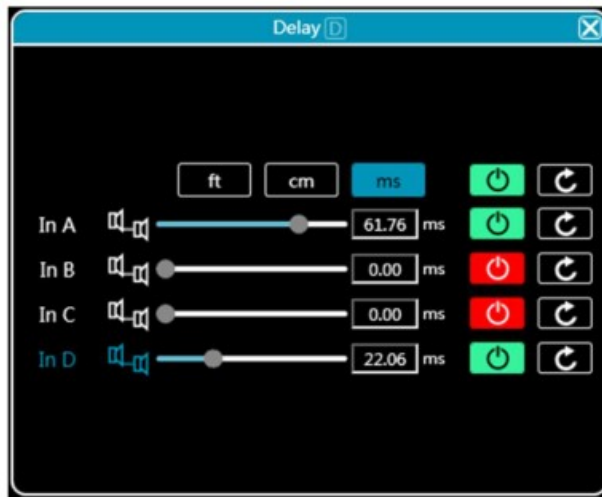 Delay D
ft cm ms
In A 61.76 ms
In B 0.00 ms
In C 0.00 ms
In D 22.06 ms